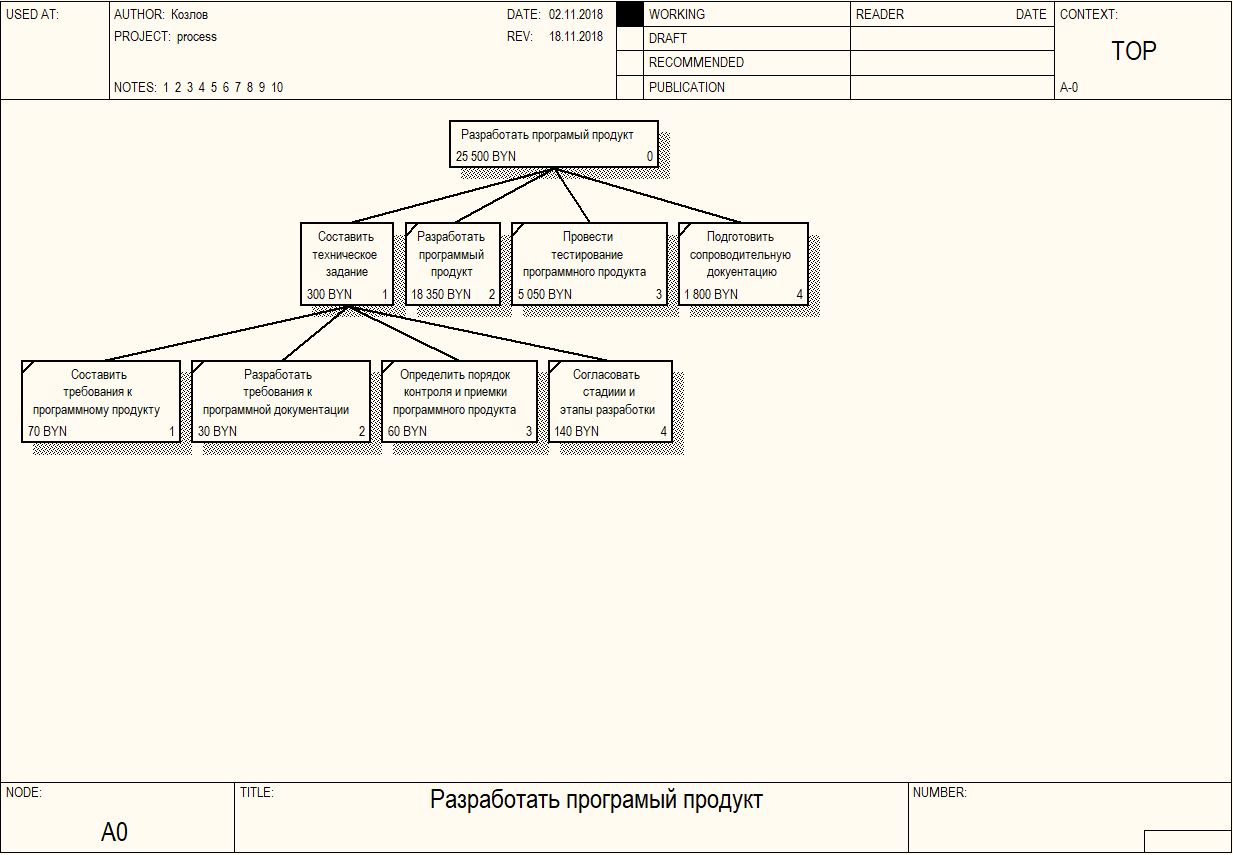 USED AT:
AUTHOR: Козлов
DATE: 02.11.2018
PROJECT: process
REV: 18.11.2018
NOTES: 1 2 3 4 5 6 7 8 9 10
WORKING
DRAFT
RECOMMENDED
PUBLICATION
READER
DATE
CONTEXT:
TOP
A-0
Разработать програмый продукт
25 500 BYN
0
Составить
техническое
задание
300 BYN
1
Разработать
программый
продукт
18 350 BYN
2
Провести
тестирование
программного продукта
5 050 BYN
3
Подготовить
сопроводительную
докуентацию
1 800 BYN
4
Составить
требования к
программному продукту
70 BYN
1
Разработать
требования к
программной документации
30 BYN
2
Определить порядок
контроля и приемки
программного продукта
60 BYN
3
Согласовать
стадиии и
этапы разработки
140 BYN
4
NODE:
A0
TITLE:
Разработать програмый продукт
NUMBER: